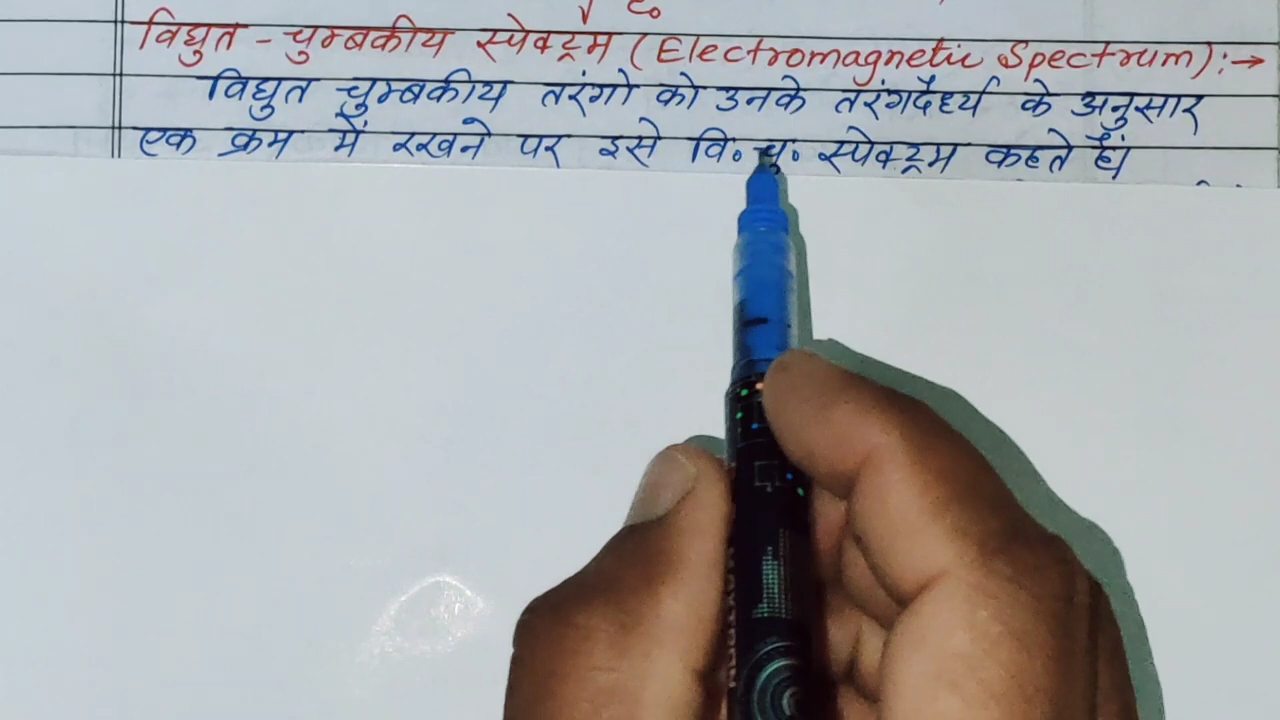 विद्युत - चुम्बकीय स्पेक्ट्रम (Electromagnetic Spectrum) :→
विद्युत चुम्बकीय तरंगो को उनके तरंगदैर्ध्य के अनुसार
एक क्रम में रखने पर इसे वि॰ चु॰ स्पेक्ट्रम कहते हैं